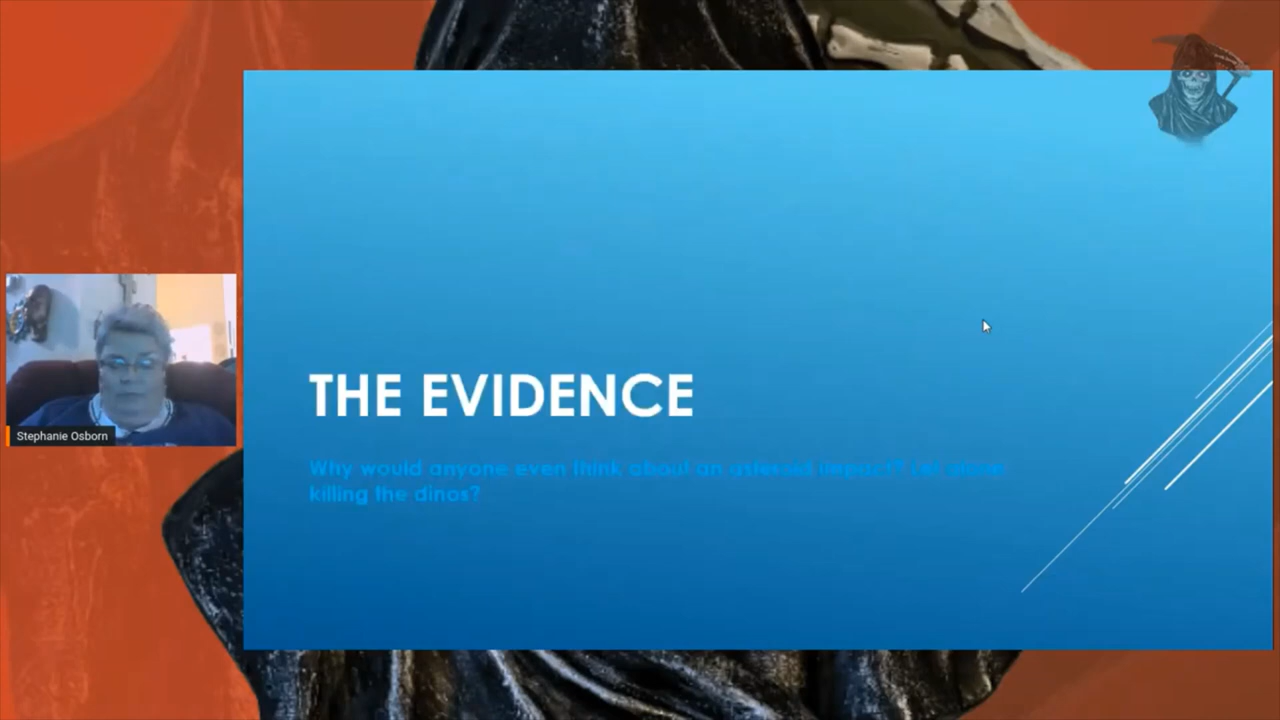 THE EVIDENCE
Why would anyone even think about an asteroid impact? Let alone
killing the dinos?
Stephanie Osborn